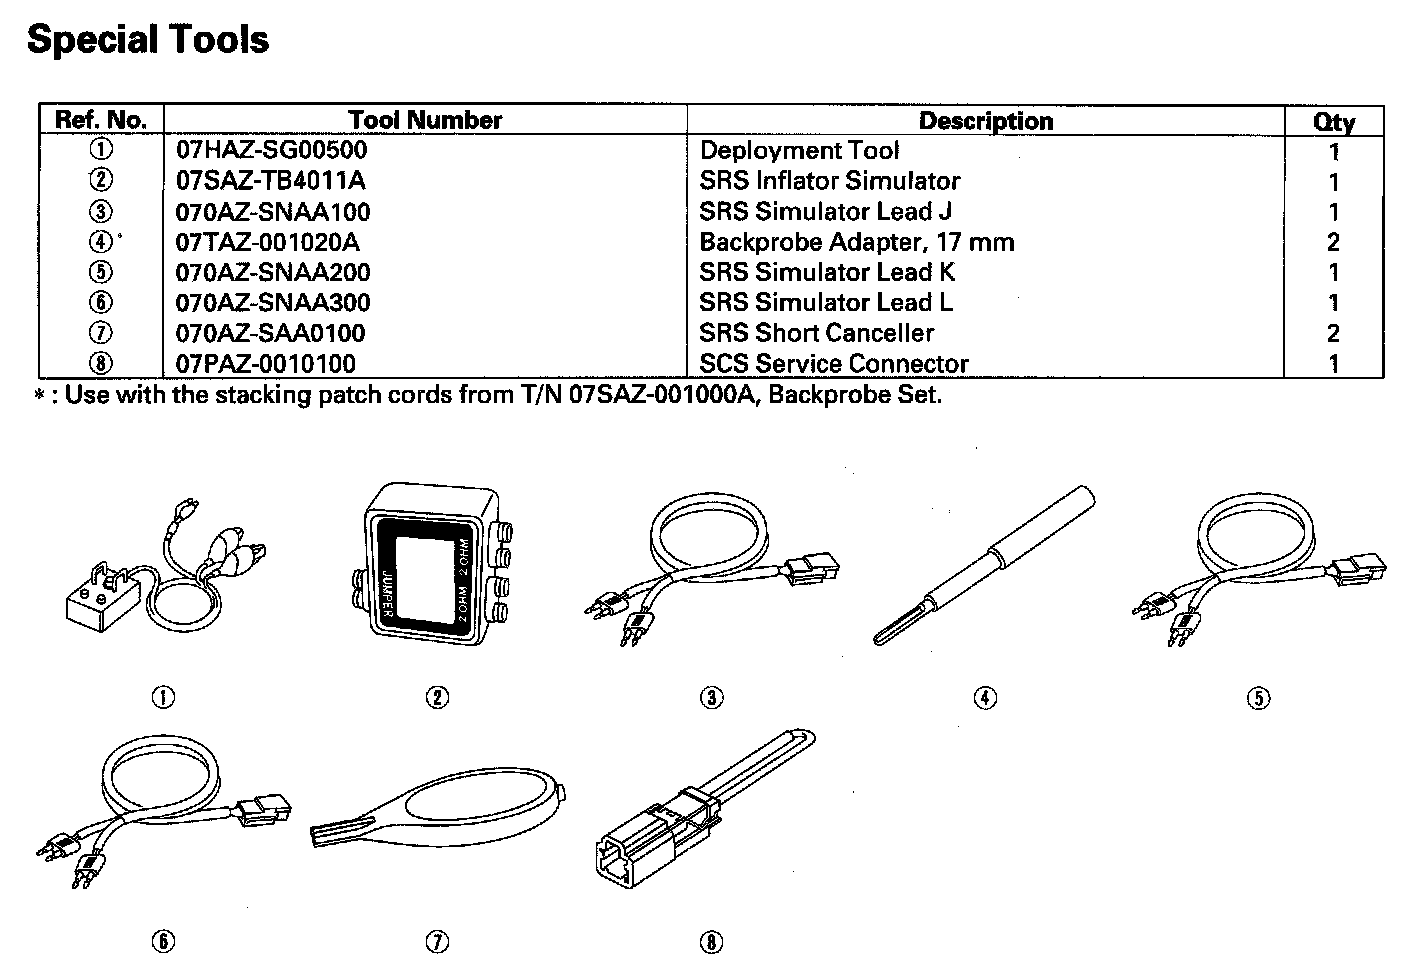 Special Tools
Ref. No. Tool Number Description Qty
① 07HAZ-SG00500 Deployment Tool 1
② 07SAZ-TB4011A SRS Inflator Simulator 1
③ 070AZ-SNAA100 SRS Simulator Lead J 1
④* 07TAZ-001020A Backprobe Adapter, 17 mm 2
⑤ 070AZ-SNAA200 SRS Simulator Lead K 1
⑥ 070AZ-SNAA300 SRS Simulator Lead L 1
⑦ 070AZ-SAA0100 SRS Short Canceller 2
⑧ 07PAZ-0010100 SCS Service Connector 1
* : Use with the stacking patch cords from T/N 07SAZ-001000A, Backprobe Set.
JUMPER
2 OHM 2 OHM
① ② ③ ④ ⑤
⑥ ⑦ ⑧